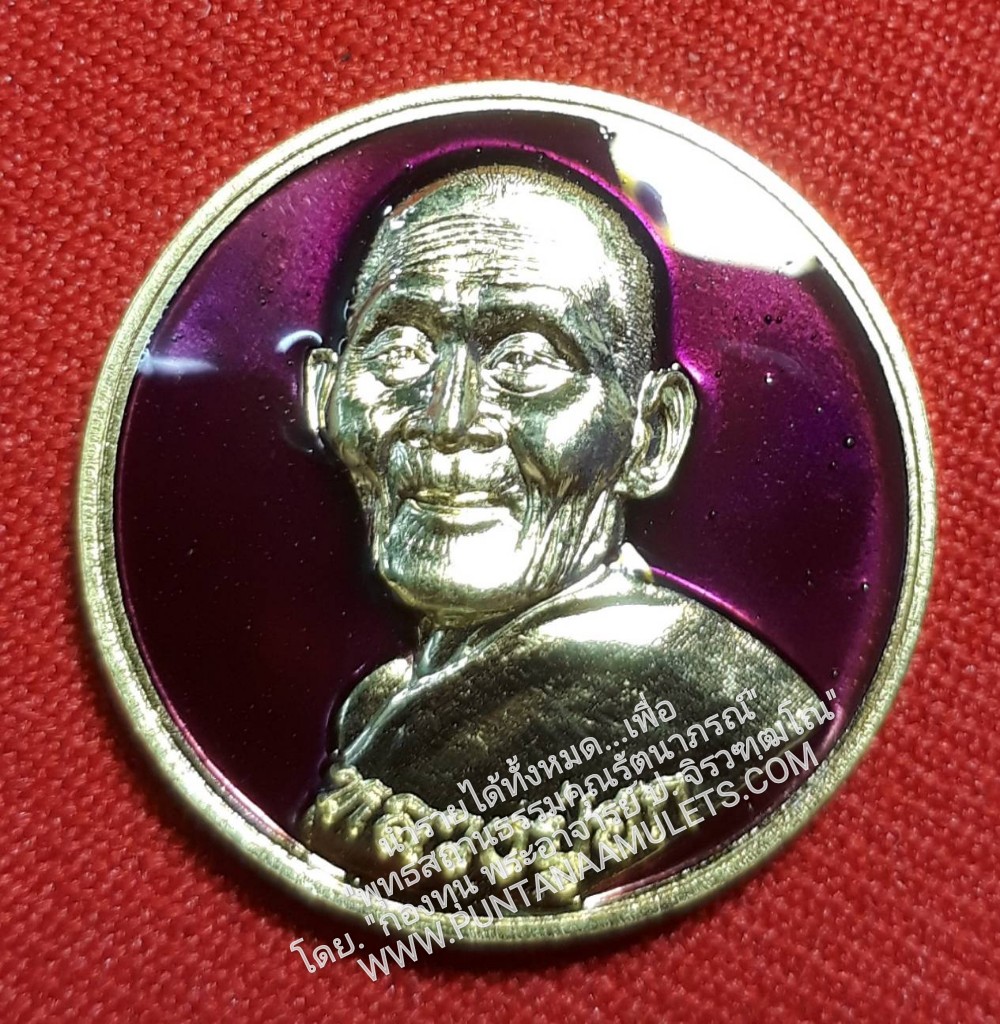 นำรายได้ทั้งหมด...เพื่อ
"พุทธสถานธรรมคุณรัตนาภรณ์"
โดย. "กองทุน พระอาจารย์ จิรวฑฺฒโณ"
WWW.PUNTANAAMULETS.COM